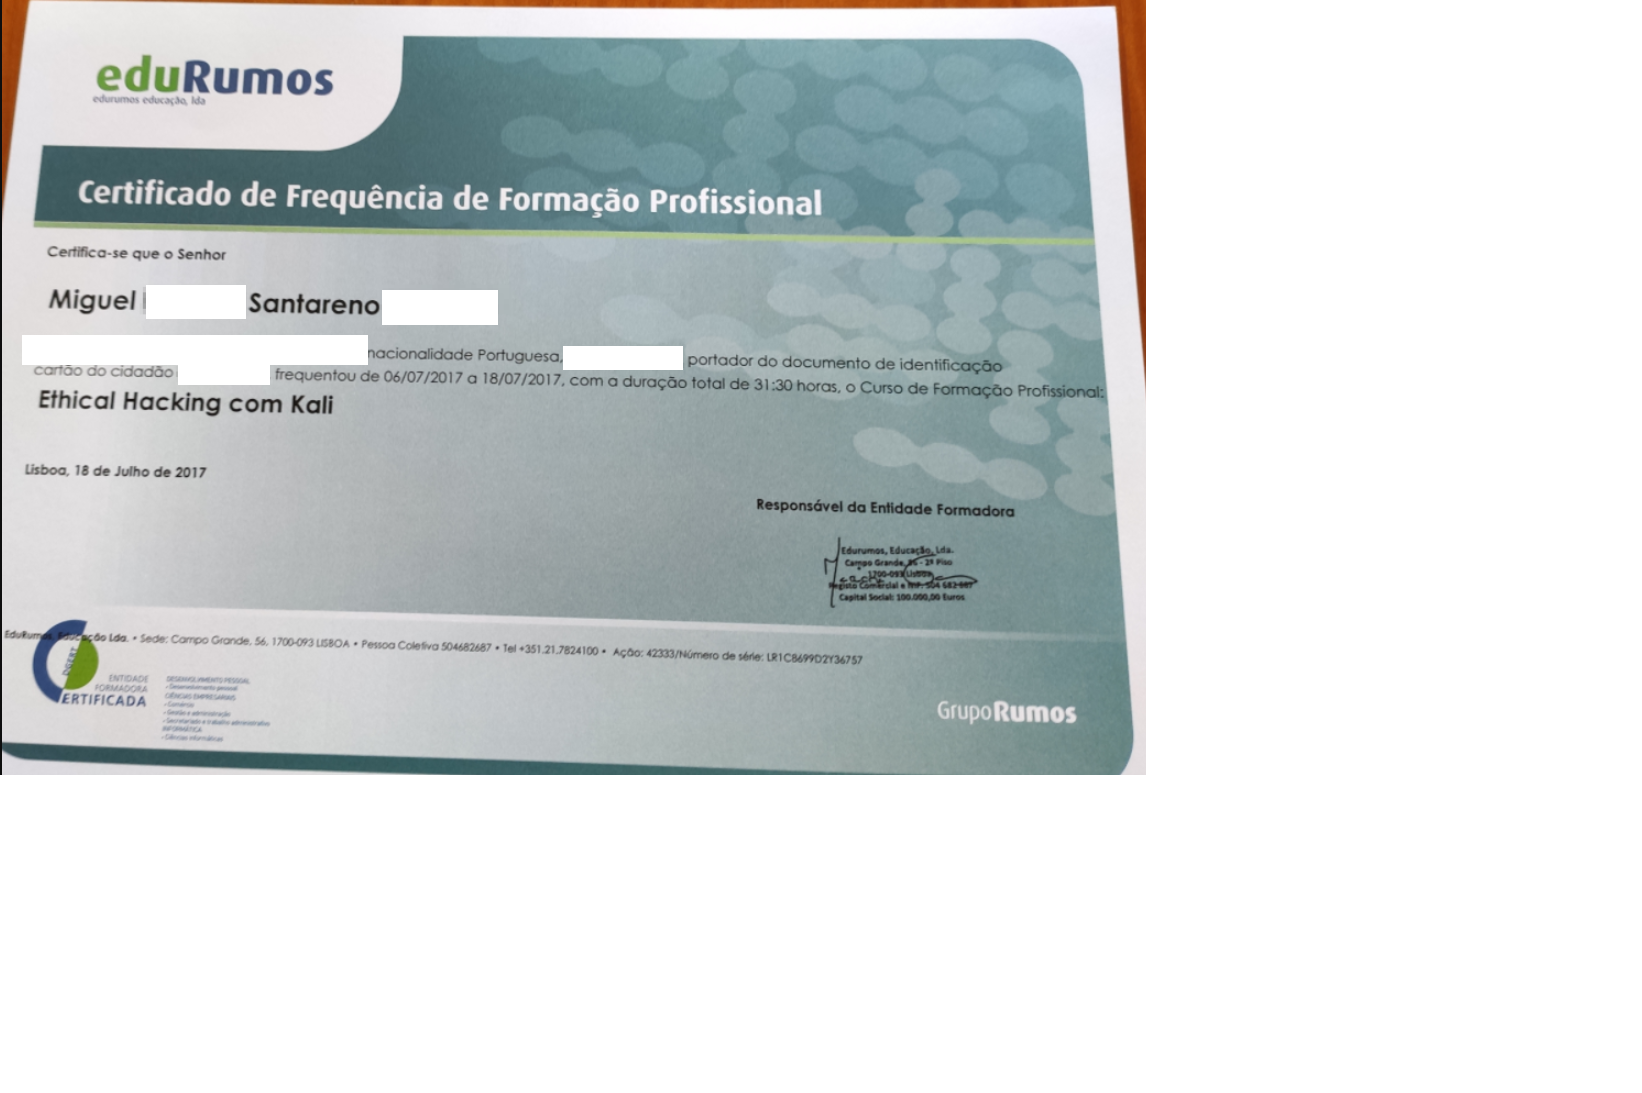 eduRumos
edurumos educação, lda
Certificado de Frequência de Formação Profissional
Certifica-se que o Senhor
Miguel Santareno
nacionalidade Portuguesa, portador do documento de identificação
cartão do cidadão frequentou de 06/07/2017 a 18/07/2017, com a duração total de 31:30 horas, o Curso de Formação Profissional:
Ethical Hacking com Kali
Lisboa, 18 de Julho de 2017
Responsável da Entidade Formadora
Edurumos, Educação, Lda.
Campo Grande, 56 - 2º Piso
1700-093 Lisboa
Registo Comercial e NIF: 504 682 687
Capital Social: 100.000,00 Euros
EduRumos, Educação Lda. • Sede: Campo Grande, 56, 1700-093 LISBOA • Pessoa Coletiva 504682687 • Tel +351.21.7824100 • Ação: 42333/Número de série: LR1C8699D2Y36757
DGERT
ENTIDADE
FORMADORA
CERTIFICADA
DESENVOLVIMENTO PESSOAL
- Desenvolvimento pessoal
CIÊNCIAS EMPRESARIAIS
- Comércio
- Gestão e administração
- Secretariado e trabalho administrativo
INFORMÁTICA
- Ciências informáticas
GrupoRumos